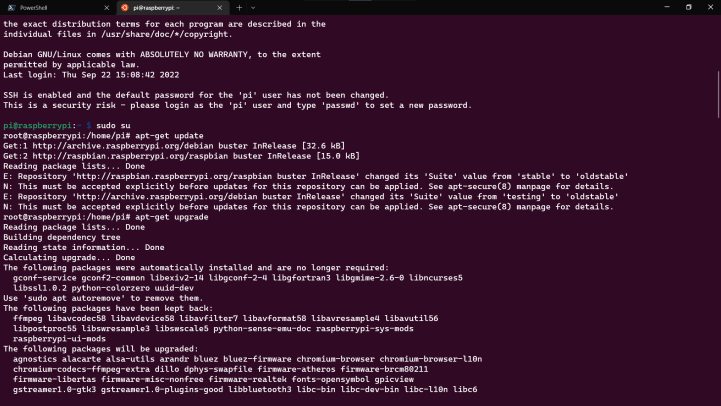 PowerShell
pi@raspberrypi: ~
the exact distribution terms for each program are described in the
individual files in /usr/share/doc/*/copyright.
Debian GNU/Linux comes with ABSOLUTELY NO WARRANTY, to the extent
permitted by applicable law.
Last login: Thu Sep 22 15:08:42 2022
SSH is enabled and the default password for the 'pi' user has not been changed.
This is a security risk - please login as the 'pi' user and type 'passwd' to set a new password.
pi@raspberrypi:~ $ sudo su
root@raspberrypi:/home/pi# apt-get update
Get:1 http://archive.raspberrypi.org/debian buster InRelease [32.6 kB]
Get:2 http://raspbian.raspberrypi.org/raspbian buster InRelease [15.0 kB]
Reading package lists... Done
E: Repository 'http://raspbian.raspberrypi.org/raspbian buster InRelease' changed its 'Suite' value from 'stable' to 'oldstable'
N: This must be accepted explicitly before updates for this repository can be applied. See apt-secure(8) manpage for details.
E: Repository 'http://archive.raspberrypi.org/debian buster InRelease' changed its 'Suite' value from 'testing' to 'oldstable'
N: This must be accepted explicitly before updates for this repository can be applied. See apt-secure(8) manpage for details.
root@raspberrypi:/home/pi# apt-get upgrade
Reading package lists... Done
Building dependency tree
Reading state information... Done
Calculating upgrade... Done
The following packages were automatically installed and are no longer required:
gconf-service gconf2-common libexiv2-14 libgconf-2-4 libgfortran3 libgmime-2.6-0 libncurses5
libssl1.0.2 python-colorzero uuid-dev
Use 'sudo apt autoremove' to remove them.
The following packages have been kept back:
ffmpeg libavcodec58 libavdevice58 libavfilter7 libavformat58 libavresample4 libavutil56
libpostproc55 libswresample3 libswscale5 python-sense-emu-doc raspberrypi-sys-mods
raspberrypi-ui-mods
The following packages will be upgraded:
agnostics alacarte alsa-utils arandr bluez bluez-firmware chromium-browser chromium-browser-l10n
chromium-codecs-ffmpeg-extra dillo dphys-swapfile firmware-atheros firmware-brcm80211
firmware-libertas firmware-misc-nonfree firmware-realtek fonts-opensymbol gpicview
gstreamer1.0-gtk3 gstreamer1.0-plugins-good libbluetooth3 libc-bin libc-dev-bin libc-l10n libc6